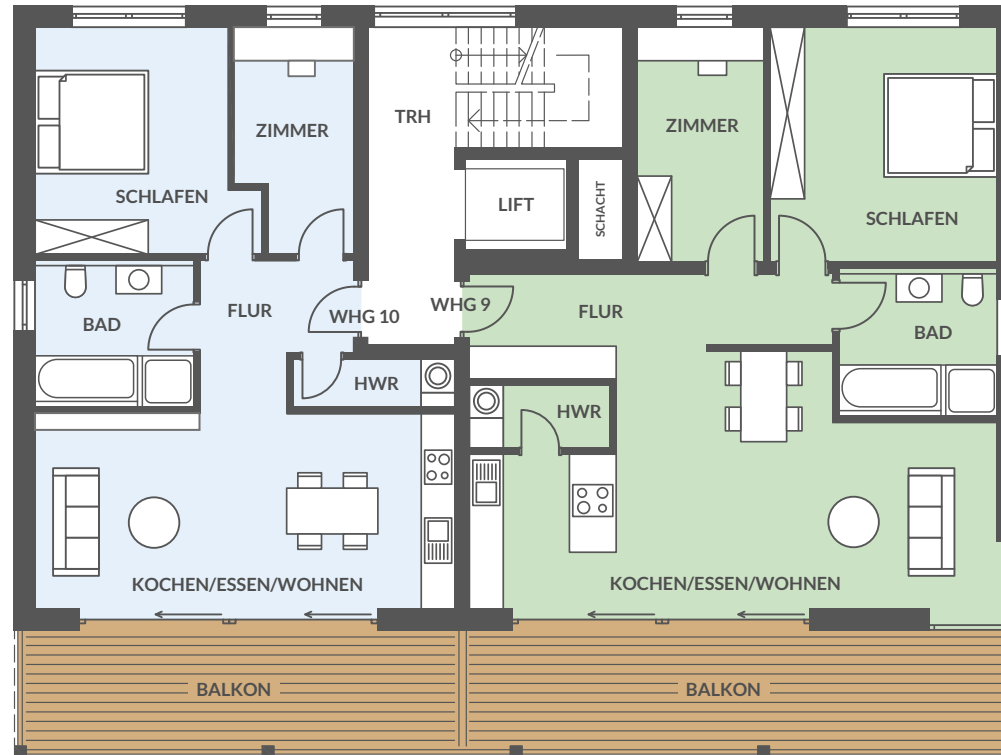 TRH
ZIMMER
ZIMMER
SCHLAFEN
LIFT
SCHACHT
SCHLAFEN
BAD
FLUR
WHG 10
WHG 9
FLUR
BAD
HWR
HWR
KOCHEN/ESSEN/WOHNEN
KOCHEN/ESSEN/WOHNEN
BALKON
BALKON